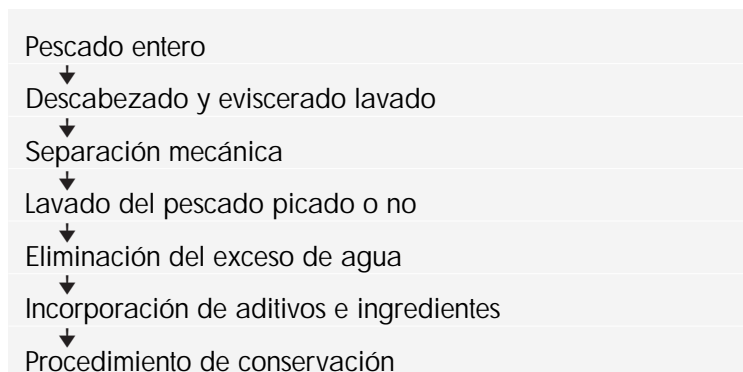 Pescado entero
Descabezado y eviscerado lavado
Separación mecánica
Lavado del pescado picado o no
Eliminación del exceso de agua
Incorporación de aditivos e ingredientes
Procedimiento de conservación